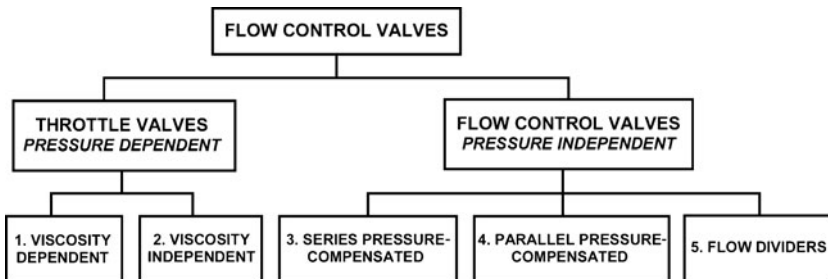 FLOW CONTROL VALVES
THROTTLE VALVES
PRESSURE DEPENDENT
FLOW CONTROL VALVES
PRESSURE INDEPENDENT
1. VISCOSITY
DEPENDENT
2. VISCOSITY
INDEPENDENT
3. SERIES PRESSURE-
COMPENSATED
4. PARALLEL PRESSURE-
COMPENSATED
5. FLOW DIVIDERS